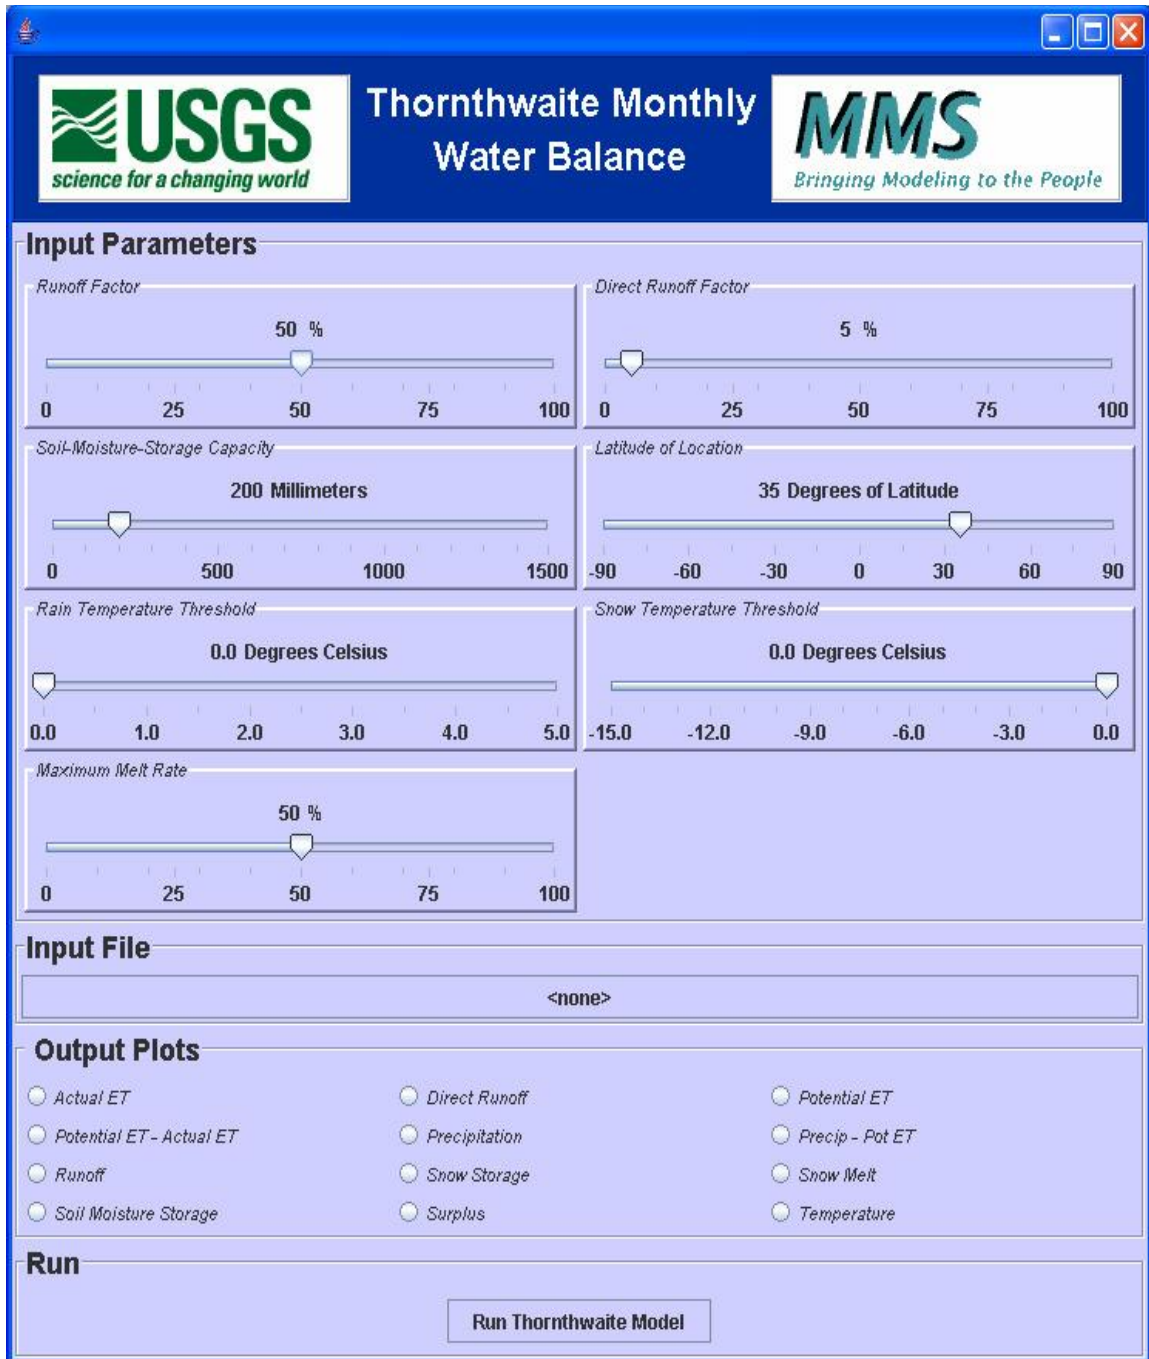 USGS
science for a changing world
Thornthwaite Monthly
Water Balance
MMS
Bringing Modeling to the People
Input Parameters
Runoff Factor
50 %
0 25 50 75 100
Direct Runoff Factor
5 %
0 25 50 75 100
Soil-Moisture-Storage Capacity
200 Millimeters
0 500 1000 1500
Latitude of Location
35 Degrees of Latitude
-90 -60 -30 0 30 60 90
Rain Temperature Threshold
0.0 Degrees Celsius
0.0 1.0 2.0 3.0 4.0 5.0
Snow Temperature Threshold
0.0 Degrees Celsius
-15.0 -12.0 -9.0 -6.0 -3.0 0.0
Maximum Melt Rate
50 %
0 25 50 75 100
Input File
<none>
Output Plots
Actual ET Direct Runoff Potential ET
Potential ET - Actual ET Precipitation Precip - Pot ET
Runoff Snow Storage Snow Melt
Soil Moisture Storage Surplus Temperature
Run
Run Thornthwaite Model